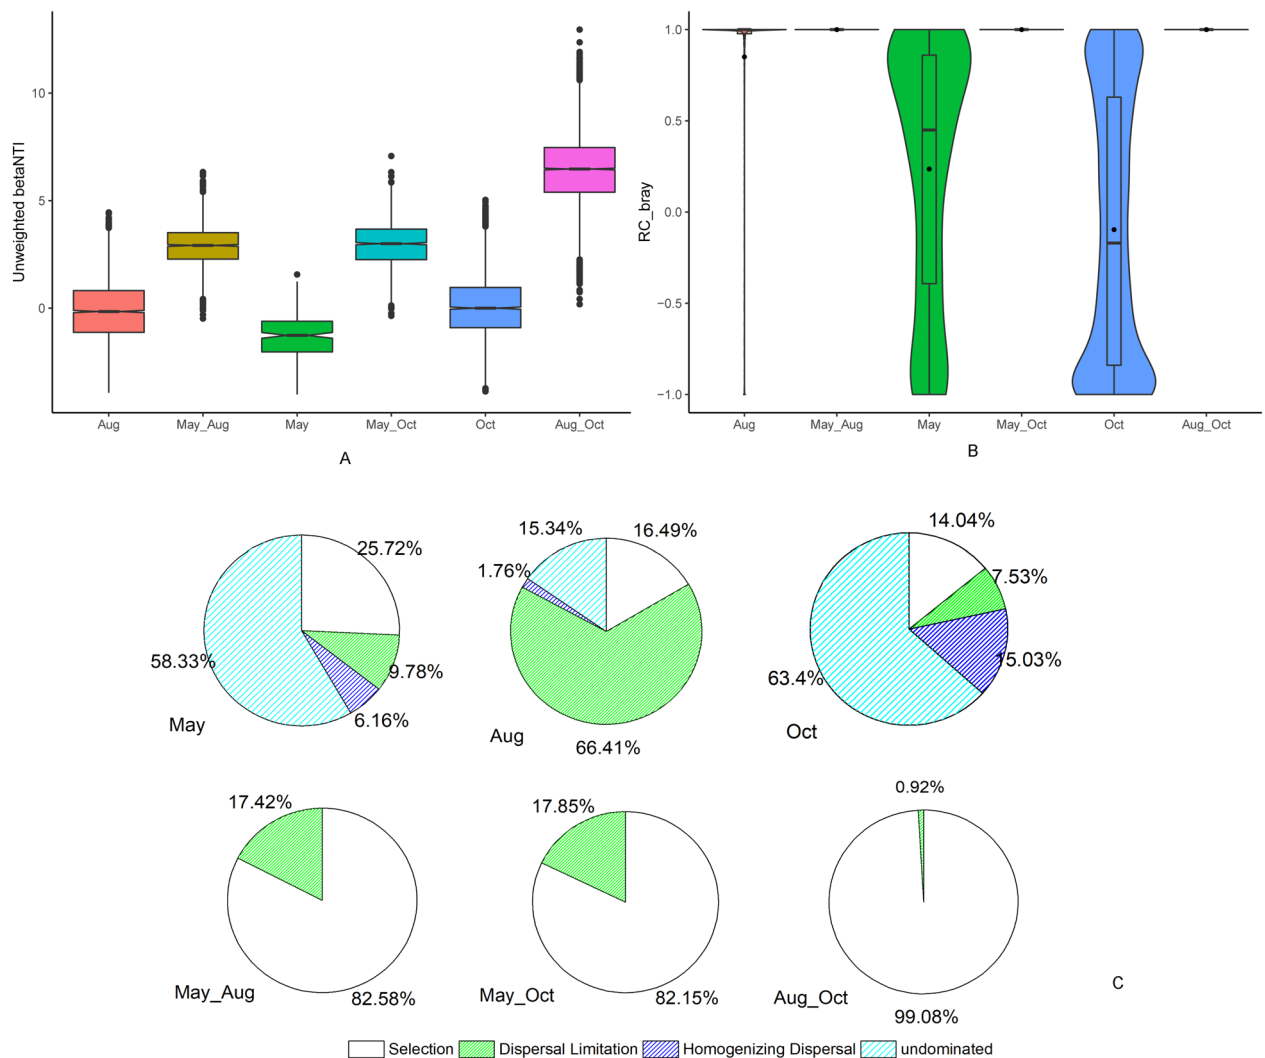 Unweighted betaNTI
10
5
0
Aug
May_Aug
May
May_Oct
Oct
Aug_Oct
A
RC_bray
1.0
0.5
0.0
−0.5
−1.0
Aug
May_Aug
May
May_Oct
Oct
Aug_Oct
B
25.72%
9.78%
6.16%
58.33%
May
15.34%
16.49%
1.76%
66.41%
Aug
14.04%
7.53%
15.03%
63.4%
Oct
17.42%
82.58%
May_Aug
17.85%
82.15%
May_Oct
0.92%
99.08%
Aug_Oct
C
Selection
Dispersal Limitation
Homogenizing Dispersal
undominated